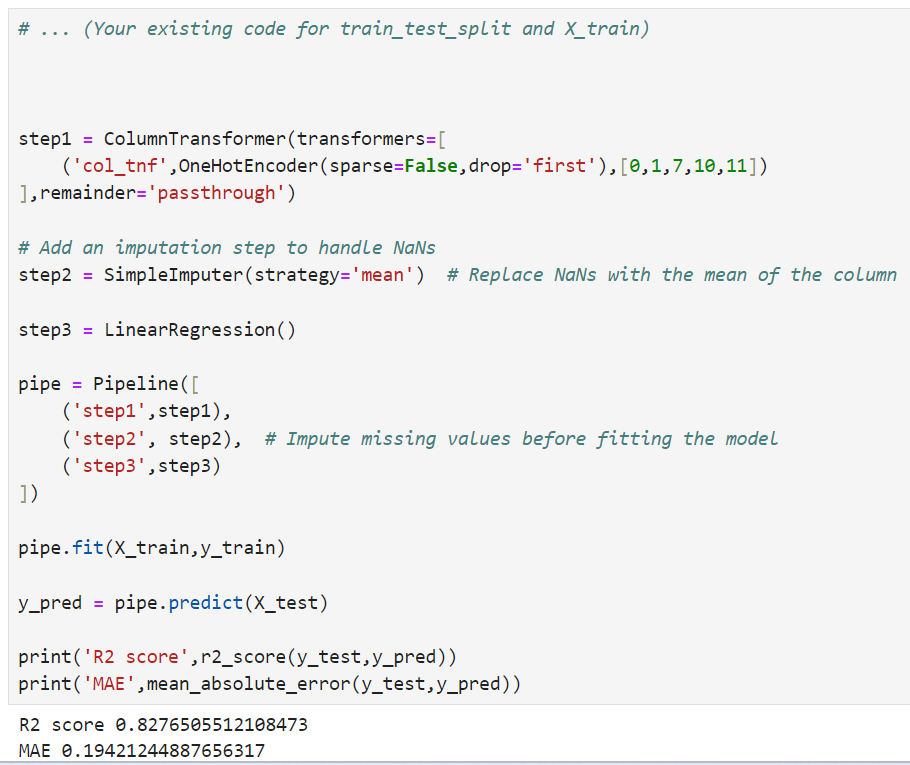 # ... (Your existing code for train_test_split and X_train)
step1 = ColumnTransformer(transformers=[
    ('col_tnf',OneHotEncoder(sparse=False,drop='first'),[0,1,7,10,11])
],remainder='passthrough')
# Add an imputation step to handle NaNs
step2 = SimpleImputer(strategy='mean')  # Replace NaNs with the mean of the column
step3 = LinearRegression()
pipe = Pipeline([
    ('step1',step1),
    ('step2', step2),  # Impute missing values before fitting the model
    ('step3',step3)
])
pipe.fit(X_train,y_train)
y_pred = pipe.predict(X_test)
print('R2 score',r2_score(y_test,y_pred))
print('MAE',mean_absolute_error(y_test,y_pred))
R2 score 0.8276505512108473
MAE 0.19421244887656317